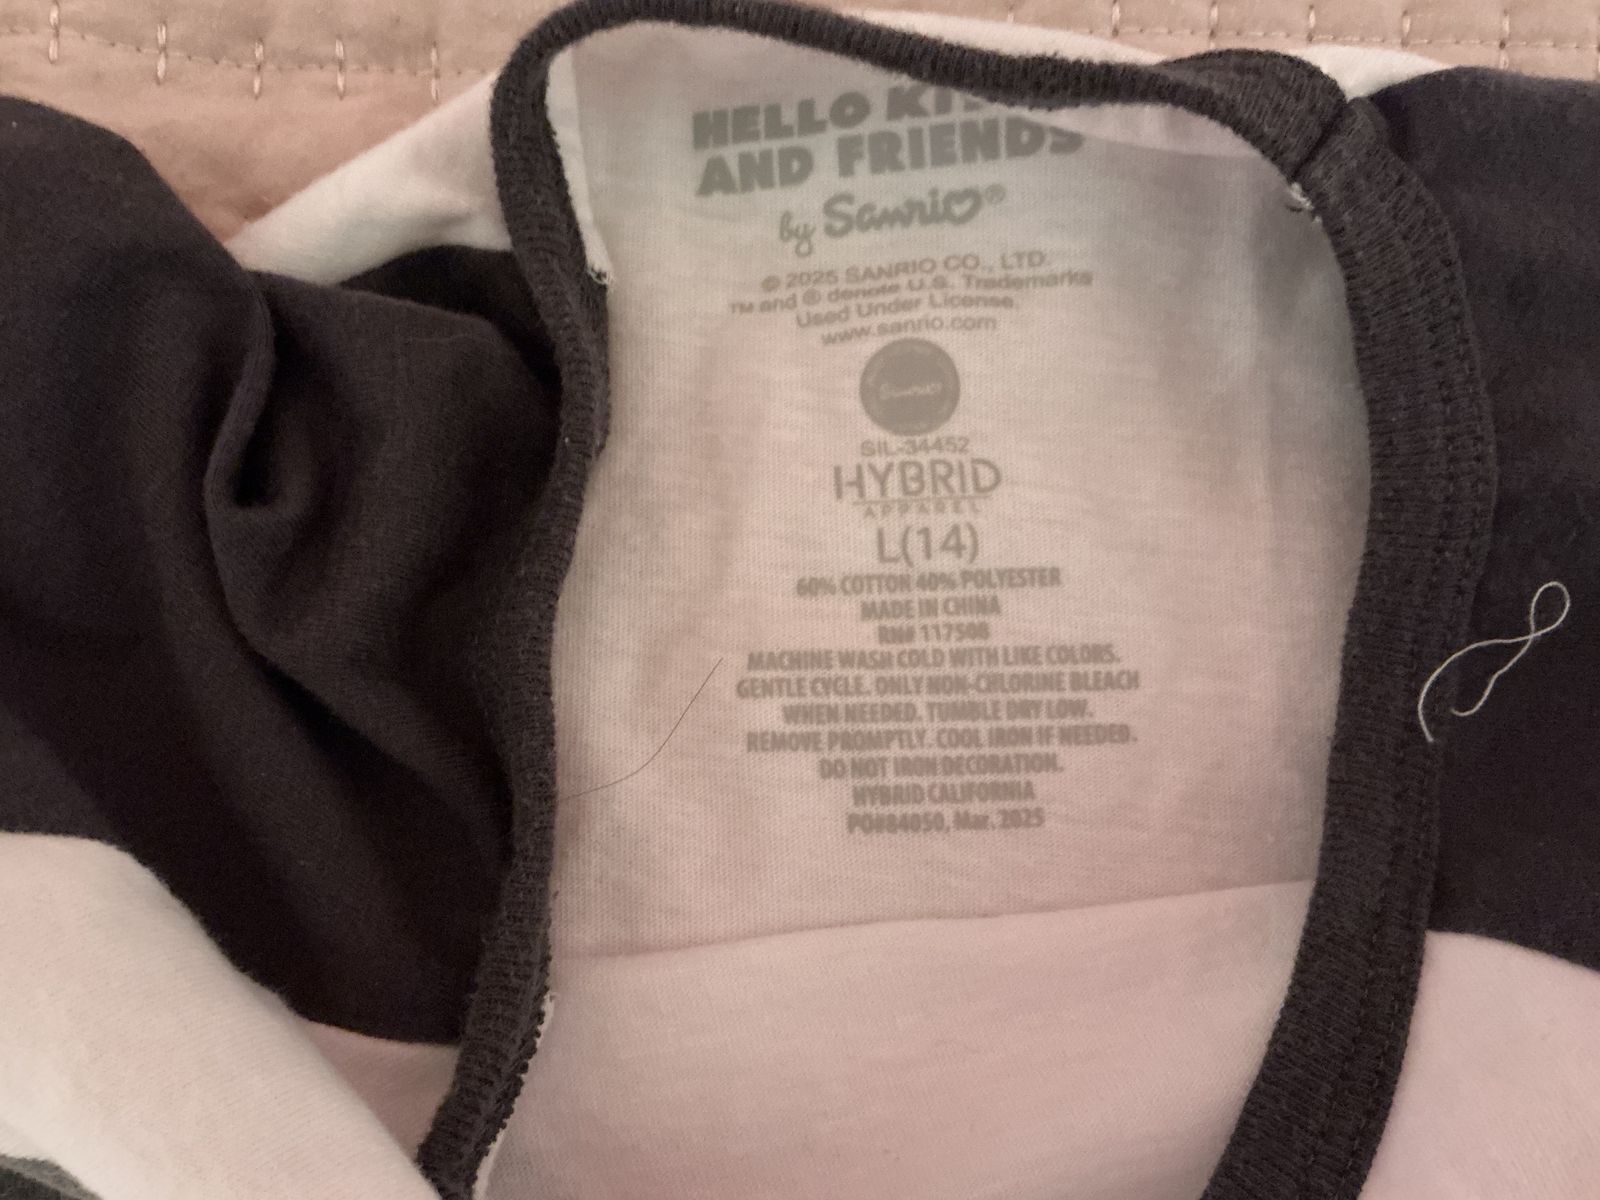 HELLO
AND FRIENDS
by Sanrio®
© 2025 SANRIO CO., LTD.
TM and ® denote U.S. Trademarks
Used Under License.
www.sanrio.com
Sanrio
SIL-34452
HYBRID
APPAREL
L(14)
60% COTTON 40% POLYESTER
MADE IN CHINA
RN# 117508
MACHINE WASH COLD WITH LIKE COLORS.
GENTLE CYCLE. ONLY NON-CHLORINE BLEACH
WHEN NEEDED. TUMBLE DRY LOW.
REMOVE PROMPTLY. COOL IRON IF NEEDED.
DO NOT IRON DECORATION.
HYBRID CALIFORNIA
PO#84050, Mar. 2025